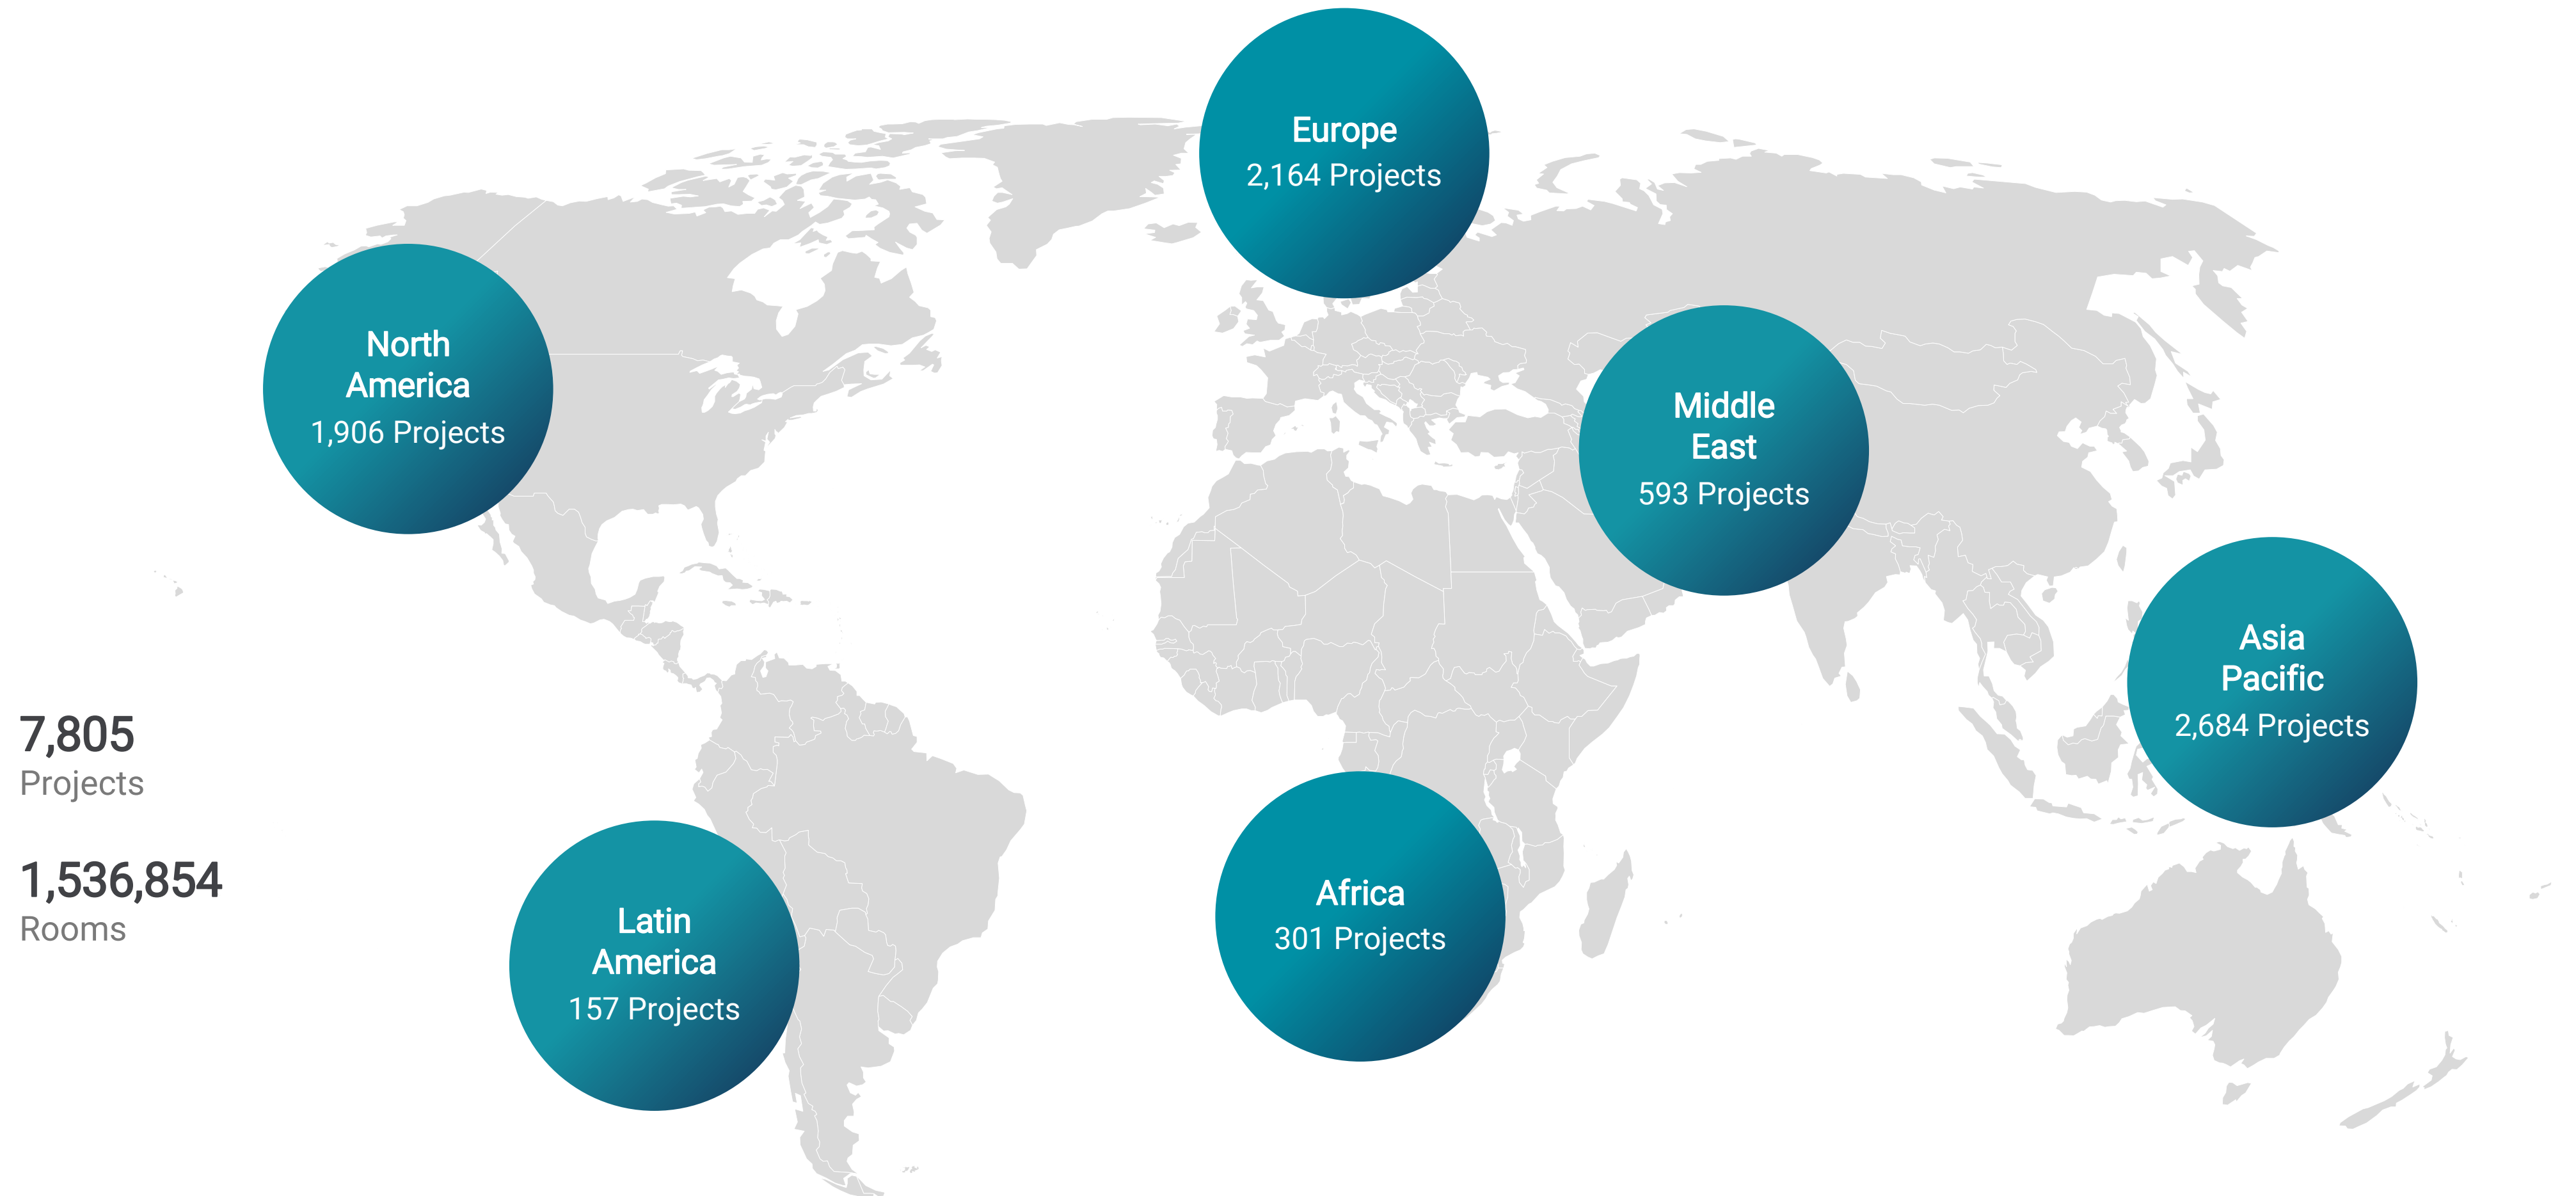 Europe
2,164 Projects
North
America
1,906 Projects
Middle
East
593 Projects
Asia
Pacific
2,684 Projects
7,805
Projects
1,536,854
Rooms
Latin
America
157 Projects
Africa
301 Projects